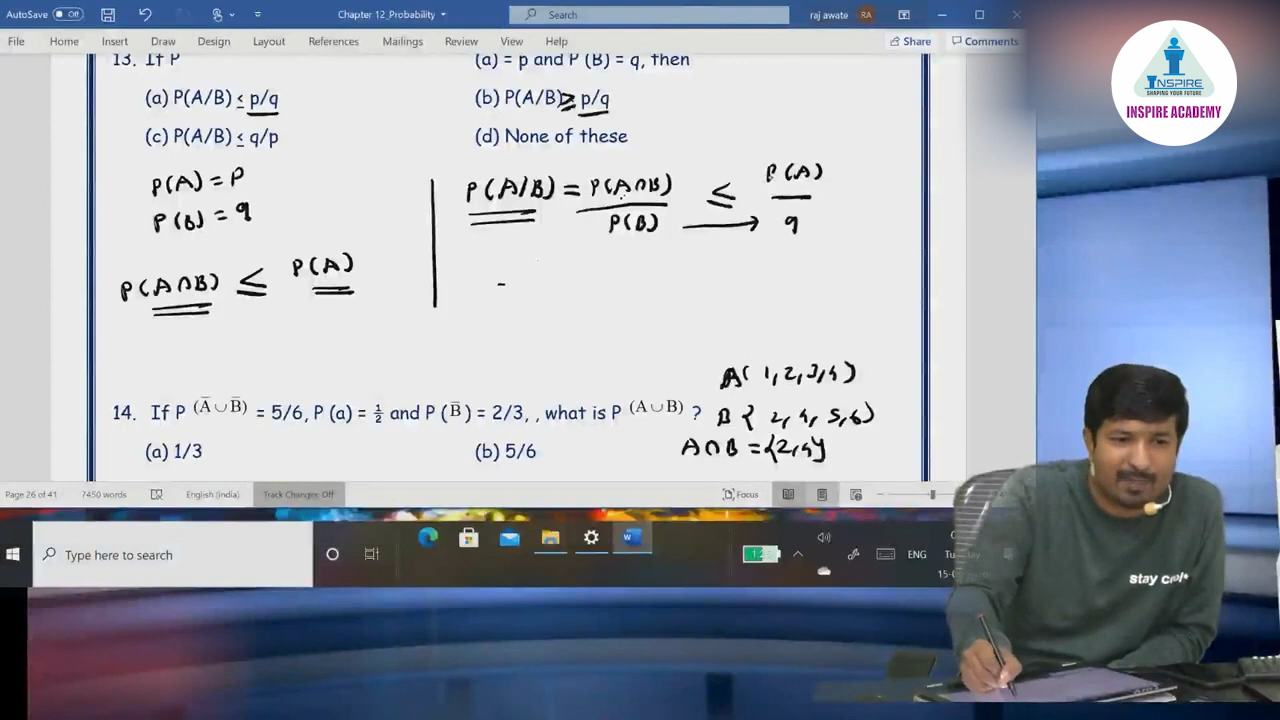 AutoSave Off Chapter 12_Probability Search raj awate RA
File Home Insert Draw Design Layout References Mailings Review View Help Share Comments
INSPIRE
SHAPING YOUR FUTURE
INSPIRE ACADEMY
13. If P (a) = p and P (B) = q, then
(a) P(A/B) ≤ p/q (b) P(A/B) ≥ p/q
(c) P(A/B) ≤ q/p (d) None of these
P(A) = P
P(B) = q
P(A/B) = P(A∩B) / P(B) ≤ P(A) / q
P(A∩B) ≤ P(A)
A( 1,2,3,4)
14. If P (A̅ ∪ B̅) = 5/6, P (a) = ½ and P (B̅) = 2/3, , what is P (A ∪ B) ?
B { 2, 4, 5,6)
(a) 1/3 (b) 5/6
A∩B = {2,4}
Page 26 of 41 7450 words English (India) Track Changes: Off Focus
Type here to search ENG
stay cool